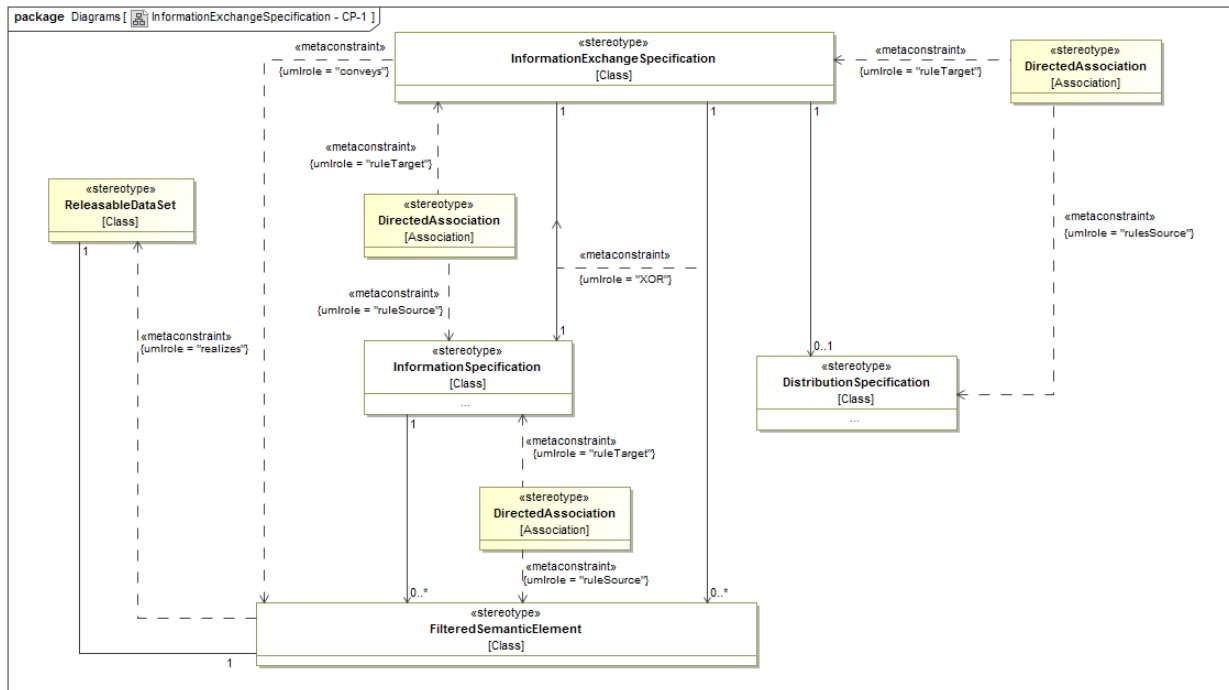 package Diagrams [ InformationExchangeSpecification - CP-1 ]
«stereotype»
InformationExchangeSpecification
[Class]
«metaconstraint»
{umlrole = "conveys"}
«metaconstraint»
{umlrole = "ruleTarget"}
«stereotype»
DirectedAssociation
[Association]
1
1
1
«metaconstraint»
{umlrole = "ruleTarget"}
«stereotype»
ReleasableDataSet
[Class]
1
«stereotype»
DirectedAssociation
[Association]
«metaconstraint»
{umlrole = "rulesSource"}
«metaconstraint»
{umlrole = "XOR"}
«metaconstraint»
{umlrole = "ruleSource"}
«metaconstraint»
{umlrole = "realizes"}
1
«stereotype»
InformationSpecification
[Class]
...
0..1
«stereotype»
DistributionSpecification
[Class]
...
1
«metaconstraint»
{umlrole = "ruleTarget"}
«stereotype»
DirectedAssociation
[Association]
«metaconstraint»
{umlrole = "ruleSource"}
0..*
0..*
«stereotype»
FilteredSemanticElement
[Class]
1